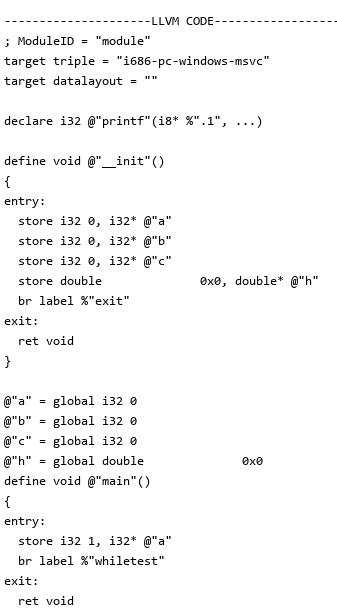 ---------------------LLVM CODE------------------
; ModuleID = "module"
target triple = "i686-pc-windows-msvc"
target datalayout = ""

declare i32 @"printf"(i8* %".1", ...)

define void @"__init"()
{
entry:
  store i32 0, i32* @"a"
  store i32 0, i32* @"b"
  store i32 0, i32* @"c"
  store double              0x0, double* @"h"
  br label %"exit"
exit:
  ret void
}

@"a" = global i32 0
@"b" = global i32 0
@"c" = global i32 0
@"h" = global double              0x0
define void @"main"()
{
entry:
  store i32 1, i32* @"a"
  br label %"whiletest"
exit:
  ret void